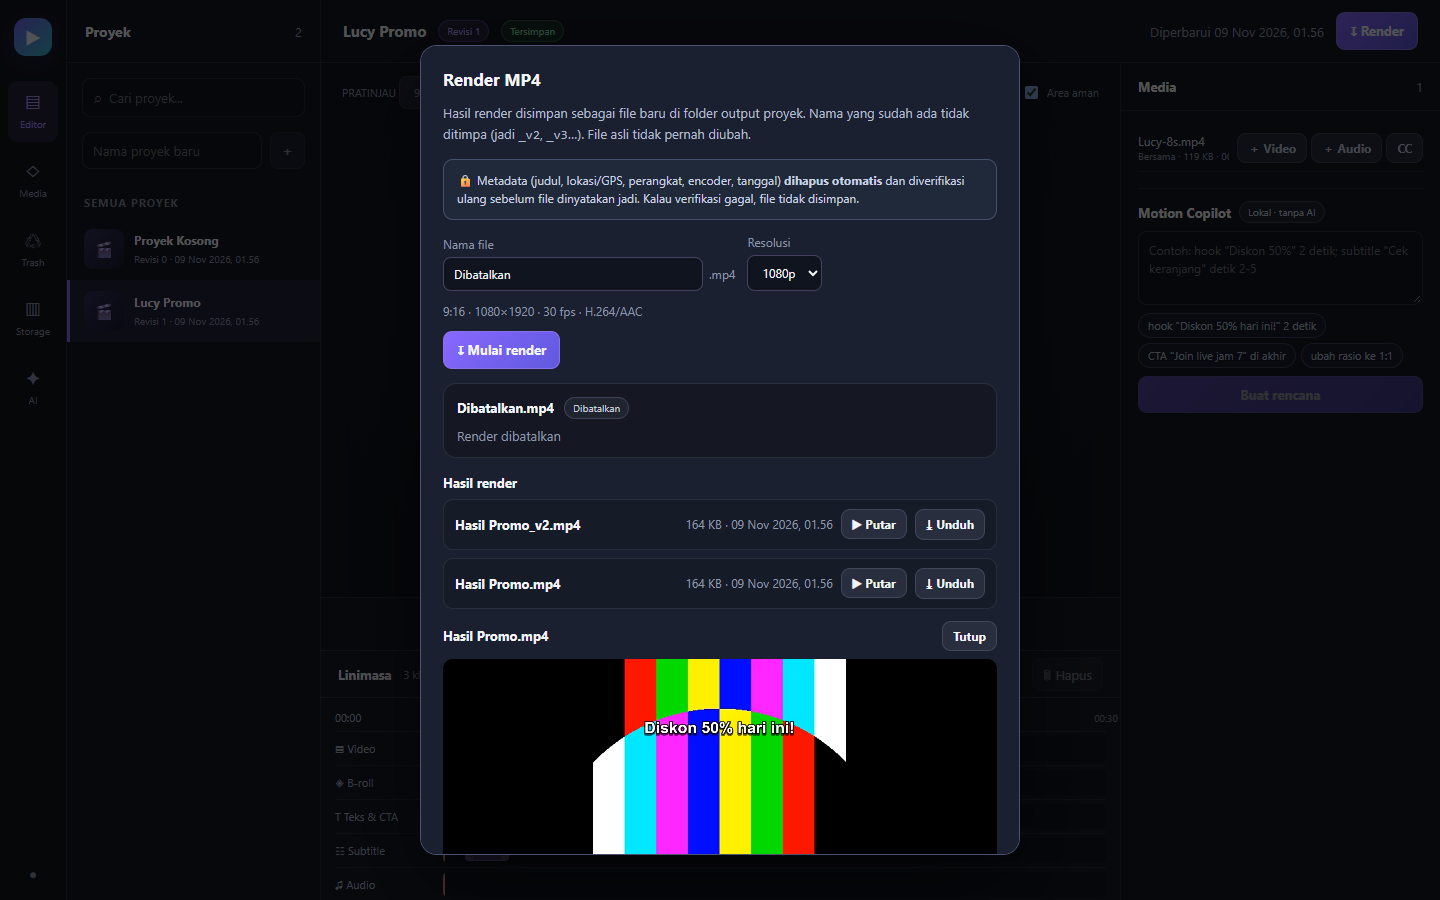 Proyek 2
Lucy Promo Revisi 1 Tersimpan
Diperbarui 09 Nov 2026, 01.56 Render
Editor
Media
Trash
Storage
AI
Cari proyek...
Nama proyek baru +
SEMUA PROYEK
Proyek Kosong
Revisi 0 · 09 Nov 2026, 01.56
Lucy Promo
Revisi 1 · 09 Nov 2026, 01.56
PRATINJAU 9
Area aman
Render MP4
Hasil render disimpan sebagai file baru di folder output proyek. Nama yang sudah ada tidak
ditimpa (jadi _v2, _v3...). File asli tidak pernah diubah.
Metadata (judul, lokasi/GPS, perangkat, encoder, tanggal) dihapus otomatis dan diverifikasi
ulang sebelum file dinyatakan jadi. Kalau verifikasi gagal, file tidak disimpan.
Nama file Resolusi
Dibatalkan .mp4 1080p
9:16 · 1080×1920 · 30 fps · H.264/AAC
Mulai render
Dibatalkan.mp4 Dibatalkan
Render dibatalkan
Hasil render
Hasil Promo_v2.mp4 164 KB · 09 Nov 2026, 01.56 Putar Unduh
Hasil Promo.mp4 164 KB · 09 Nov 2026, 01.56 Putar Unduh
Hasil Promo.mp4 Tutup
Diskon 50% hari ini!
Media 1
Lucy-8s.mp4
Bersama · 119 KB ·
+ Video + Audio CC
Motion Copilot Lokal · tanpa AI
Contoh: hook "Diskon 50%" 2 detik; subtitle "Cek
keranjang" detik 2-5
hook "Diskon 50% hari ini!" 2 detik
CTA "Join live jam 7" di akhir ubah rasio ke 1:1
Buat rencana
Linimasa 3 Hapus
00:00 00:30
Video
B-roll
T Teks & CTA
Subtitle
Audio